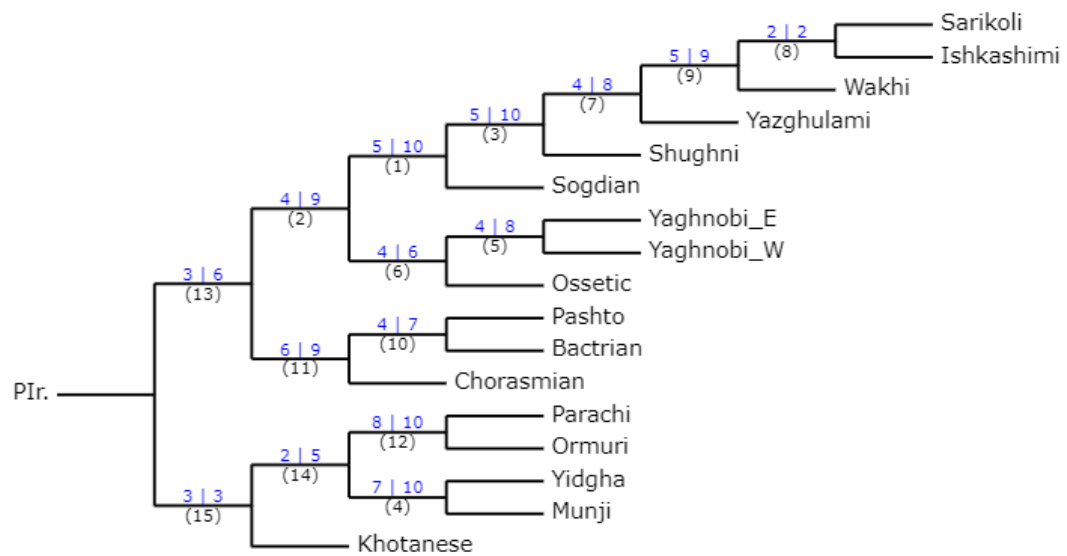 Sarikoli
2 | 2
(8)
Ishkashimi
5 | 9
(9)
Wakhi
4 | 8
(7)
Yazghulami
5 | 10
(3)
Shughni
5 | 10
(1)
Sogdian
4 | 9
(2)
Yaghnobi_E
4 | 8
(5)
Yaghnobi_W
4 | 6
(6)
Ossetic
3 | 6
(13)
Pashto
4 | 7
(10)
Bactrian
6 | 9
(11)
Chorasmian
PIr.
Parachi
8 | 10
(12)
Ormuri
2 | 5
(14)
Yidgha
7 | 10
(4)
Munji
3 | 3
(15)
Khotanese